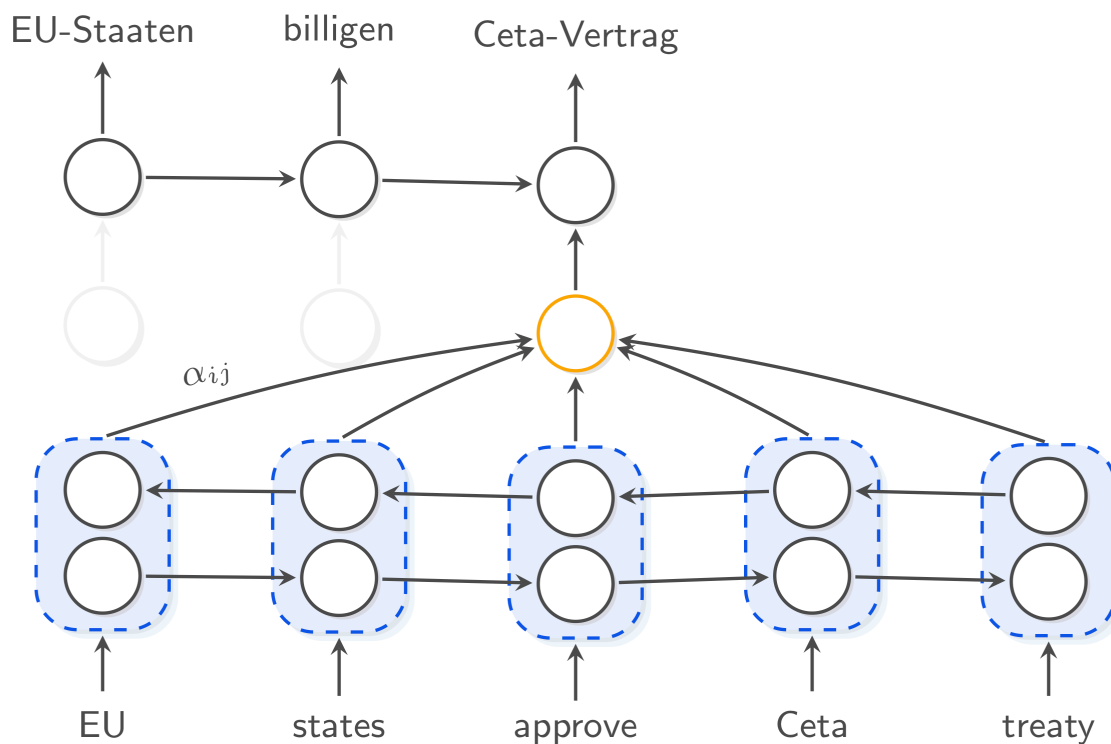 EU-Staaten billigen Ceta-Vertrag
αij
EU states approve Ceta treaty